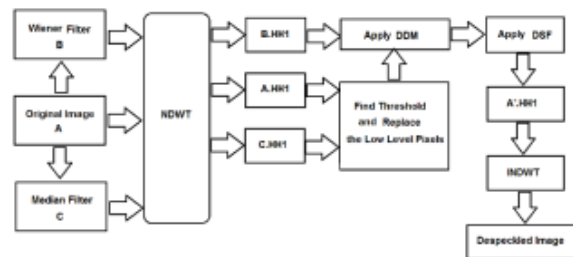 Wiener Filter
B
Original Image
A
Median Filter
C
NDWT
B.HH1
A.HH1
C.HH1
Apply DDM
Find Threshold
and Replace
the Low Level Pixels
Apply DSF
A'.HH1
INDWT
Despeckled Image